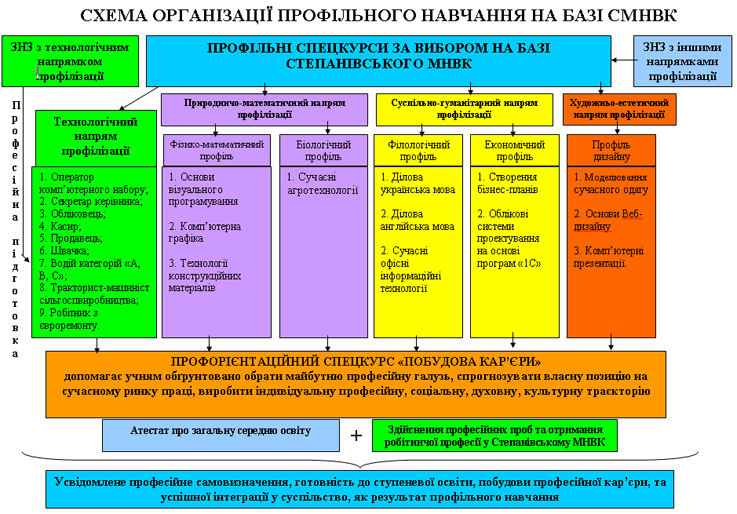 СХЕМА ОРГАНІЗАЦІЇ ПРОФІЛЬНОГО НАВЧАННЯ НА БАЗІ СМНВК
ЗНЗ з технологічним
напрямком
профілізації
ПРОФІЛЬНІ СПЕЦКУРСИ ЗА ВИБОРОМ НА БАЗІ
СТЕПАНІВСЬКОГО МНВК
ЗНЗ з іншими
напрямками
профілізації
Професійна підготовка
Технологічний
напрям
профілізації
1. Оператор
комп’ютерного набору;
2. Секретар керівника;
3. Обліковець;
4. Касир;
5. Продавець;
6. Швачка;
7. Водій категорій «А,
В, С»;
8. Тракторист-машиніст
сільгоспвиробництва;
9. Робітник з
євроремонту.
Природничо-математичний напрям
профілізації
Фізико-математичний
профіль
1. Основи
візуального
програмування
2. Комп’ютерна
графіка
3. Технології
конструкційних
матеріалів
Біологічний
профіль
1. Сучасні
агротехнології
Суспільно-гуманітарний напрям
профілізації
Філологічний
профіль
1. Ділова
українська мова
2. Ділова
англійська мова
2. Сучасні
офісні
інформаційні
технології
Економічний
профіль
1. Створення
бізнес-планів
2. Облікові
системи
проектування
на основі
програм «1С»
Художньо-естетичний
напрям профілізації
Профіль
дизайну
1. Моделювання
сучасного одягу
2. Основи Веб-
дизайну
3. Комп’ютерні
презентації.
ПРОФОРІЄНТАЦІЙНИЙ СПЕЦКУРС «ПОБУДОВА КАР’ЄРИ»
допомагає учням обґрунтовано обрати майбутню професійну галузь, спрогнозувати власну позицію на
сучасному ринку праці, виробити індивідуальну професійну, соціальну, духовну, культурну траєкторію
Атестат про загальну середню освіту
+
Здійснення професійних проб та отримання
робітничої професії у Степанівському МНВК
Усвідомлене професійне самовизначення, готовність до ступеневої освіти, побудови професійної кар’єри, та
успішної інтеграції у суспільство, як результат профільного навчання